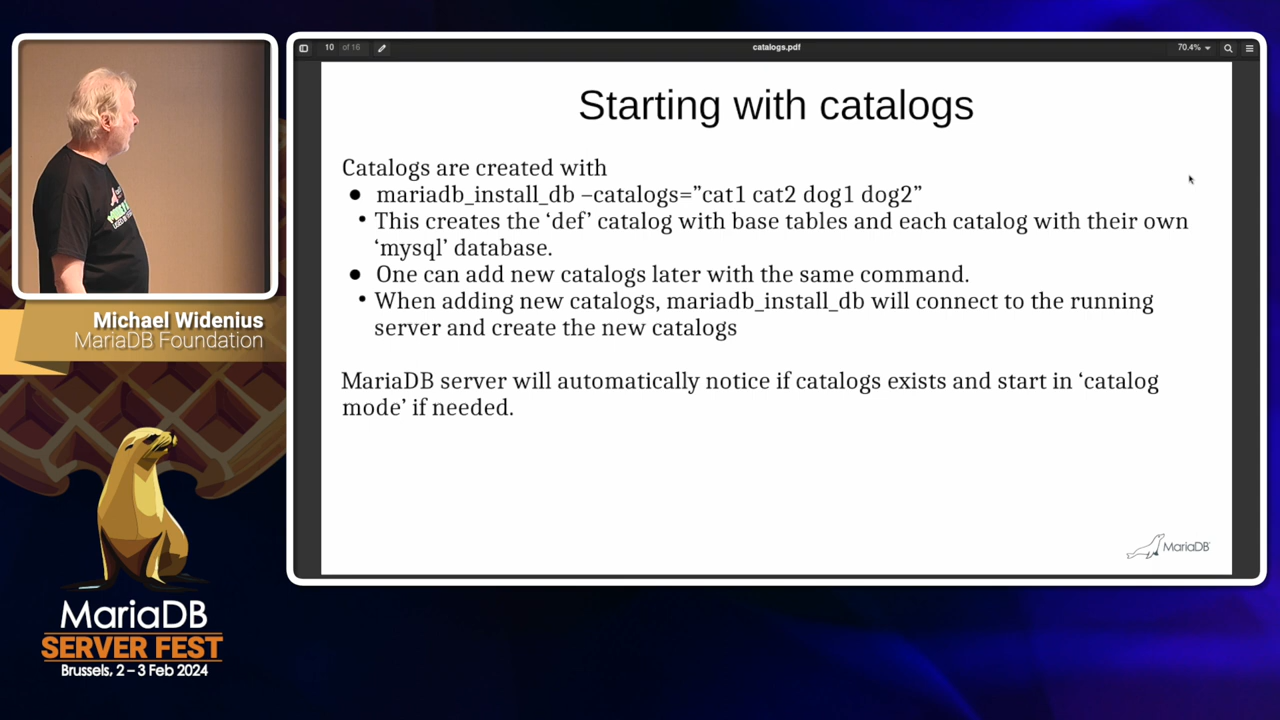 10 of 16
catalogs.pdf
70.4%
Starting with catalogs
Catalogs are created with
● mariadb_install_db –catalogs=”cat1 cat2 dog1 dog2”
• This creates the ‘def’ catalog with base tables and each catalog with their own
‘mysql’ database.
● One can add new catalogs later with the same command.
• When adding new catalogs, mariadb_install_db will connect to the running
server and create the new catalogs
MariaDB server will automatically notice if catalogs exists and start in ‘catalog
mode’ if needed.
MariaDB
Michael Widenius
MariaDB Foundation
MariaDB
SERVER FEST
Brussels, 2 – 3 Feb 2024